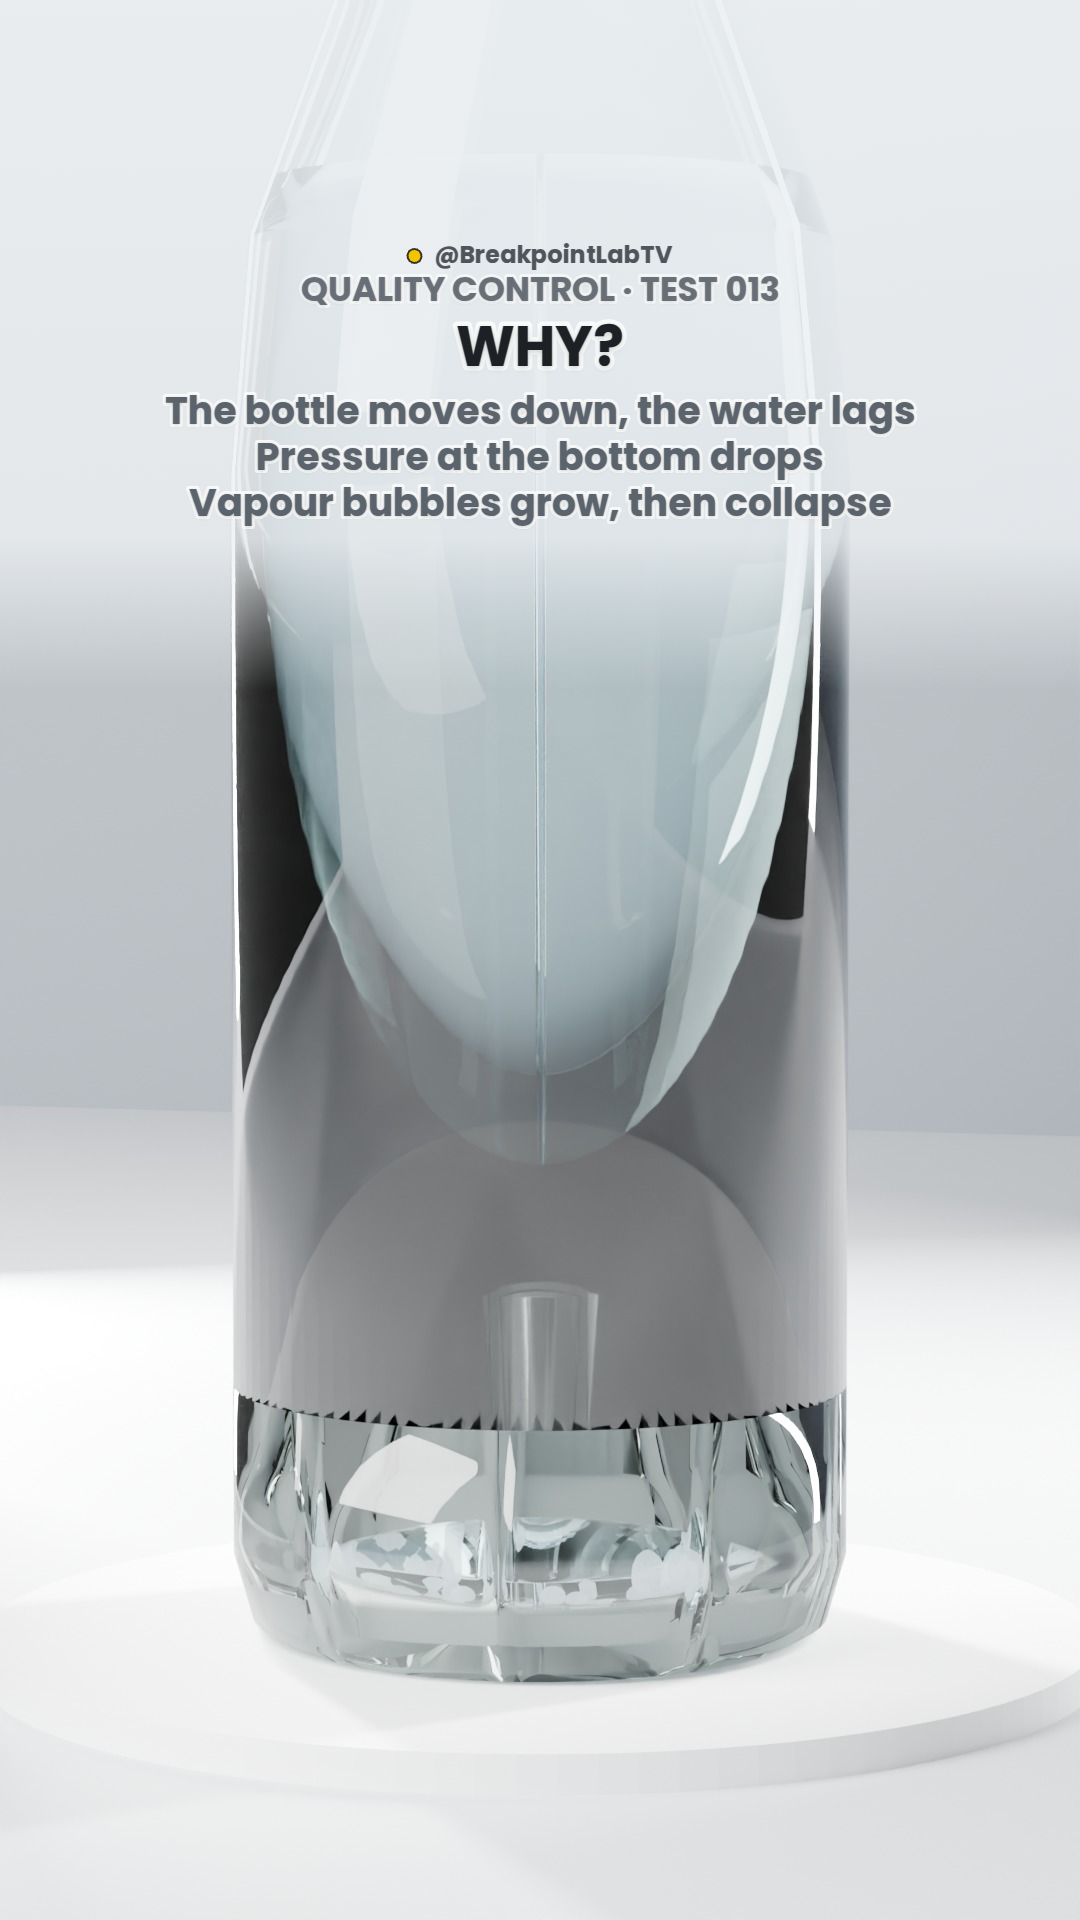 @BreakpointLabTV
QUALITY CONTROL · TEST 013
WHY?
The bottle moves down, the water lags
Pressure at the bottom drops
Vapour bubbles grow, then collapse